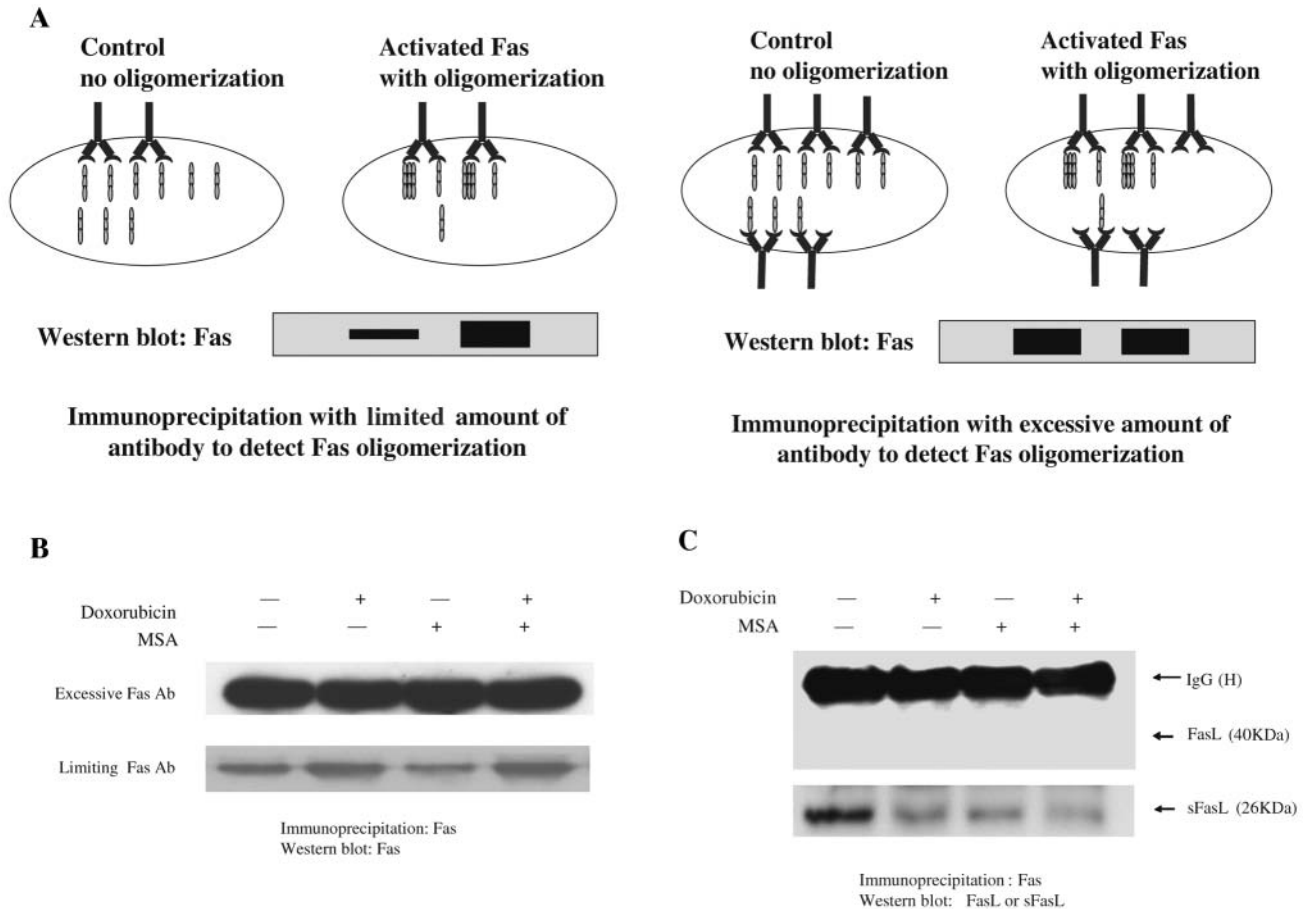 A
Control
no oligomerization
Activated Fas
with oligomerization
Western blot: Fas
Immunoprecipitation with limited amount of
antibody to detect Fas oligomerization
Control
no oligomerization
Activated Fas
with oligomerization
Western blot: Fas
Immunoprecipitation with excessive amount of
antibody to detect Fas oligomerization
B
Doxorubicin — + — +
MSA — — + +
Excessive Fas Ab
Limiting Fas Ab
Immunoprecipitation: Fas
Western blot: Fas
C
Doxorubicin — + — +
MSA — — + +
IgG (H)
FasL (40KDa)
sFasL (26KDa)
Immunoprecipitation : Fas
Western blot: FasL or sFasL